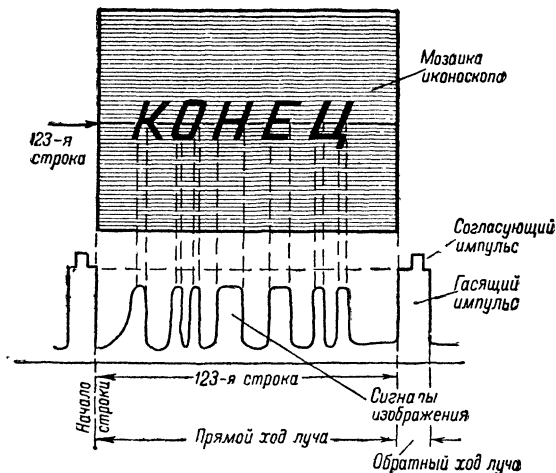 Мозаика
иконоскопа
КОНЕЦ
123-я
строка
Согласующий
импульс
Гасящий
импульс
123-я строка
Начало
строки
Сигналы
изображения
Прямой ход луча
Обратный ход луча